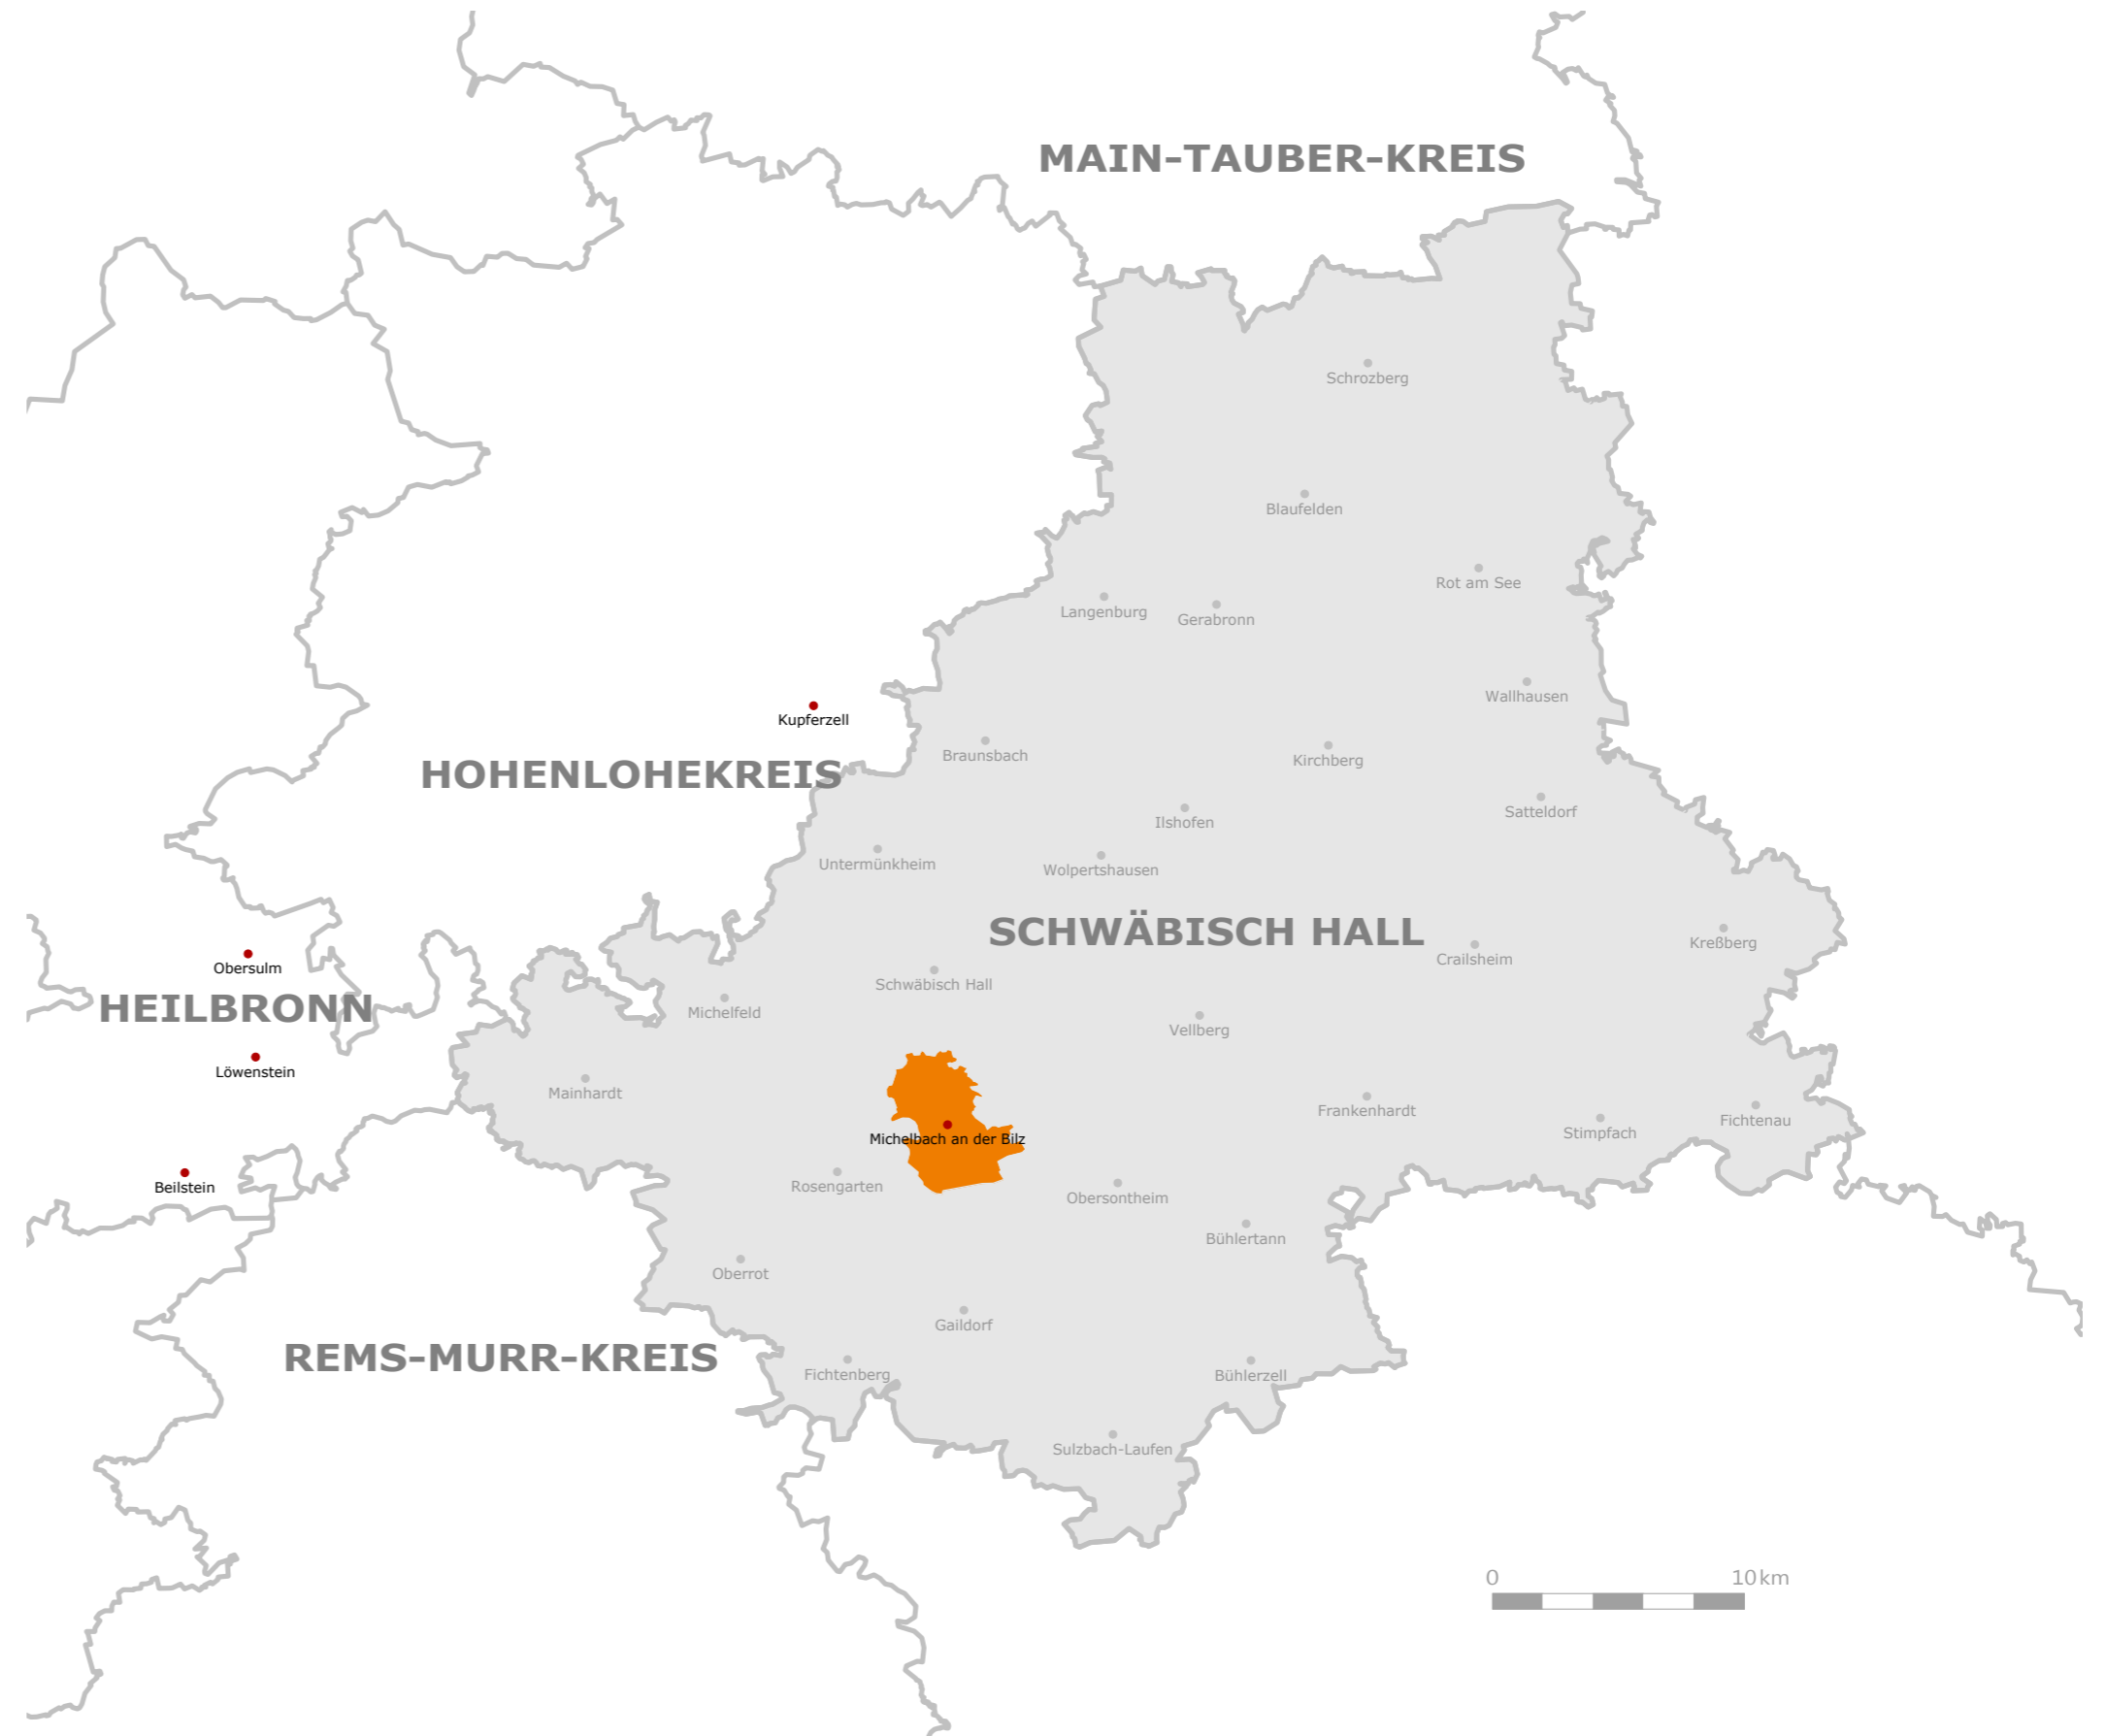 MAIN-TAUBER-KREIS
Schrozberg
Blaufelden
Rot am See
Langenburg
Gerabronn
Wallhausen
Kupferzell
Braunsbach
Kirchberg
HOHENLOHEKREIS
Satteldorf
Ilshofen
Untermünkheim
Wolpertshausen
SCHWÄBISCH HALL
Kreßberg
Crailsheim
Obersulm
Schwäbisch Hall
HEILBRONN
Michelfeld
Vellberg
Löwenstein
Mainhardt
Frankenhardt
Fichtenau
Stimpfach
Michelbach an der Bilz
Beilstein
Rosengarten
Obersontheim
Bühlertann
Oberrot
Gaildorf
REMS-MURR-KREIS
Fichtenberg
Bühlerzell
Sulzbach-Laufen
0 10km